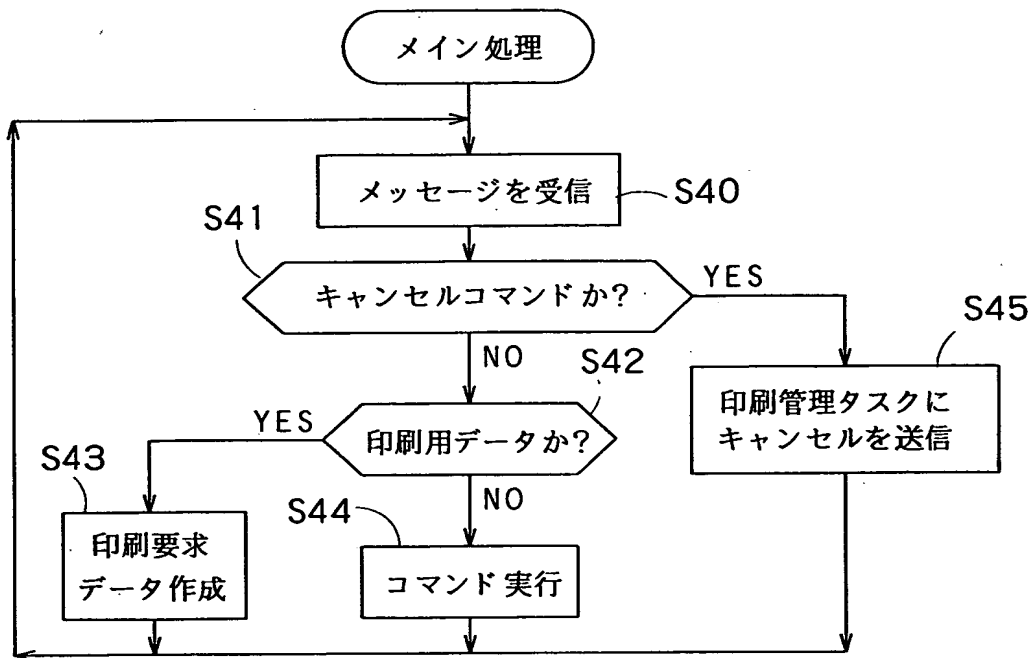 メイン処理
メッセージを受信
S40
S41
キャンセルコマンドか?
YES
S45
NO
S42
印刷管理タスクに
キャンセルを送信
YES
印刷用データか?
S43
NO
S44
印刷要求
データ作成
コマンド実行